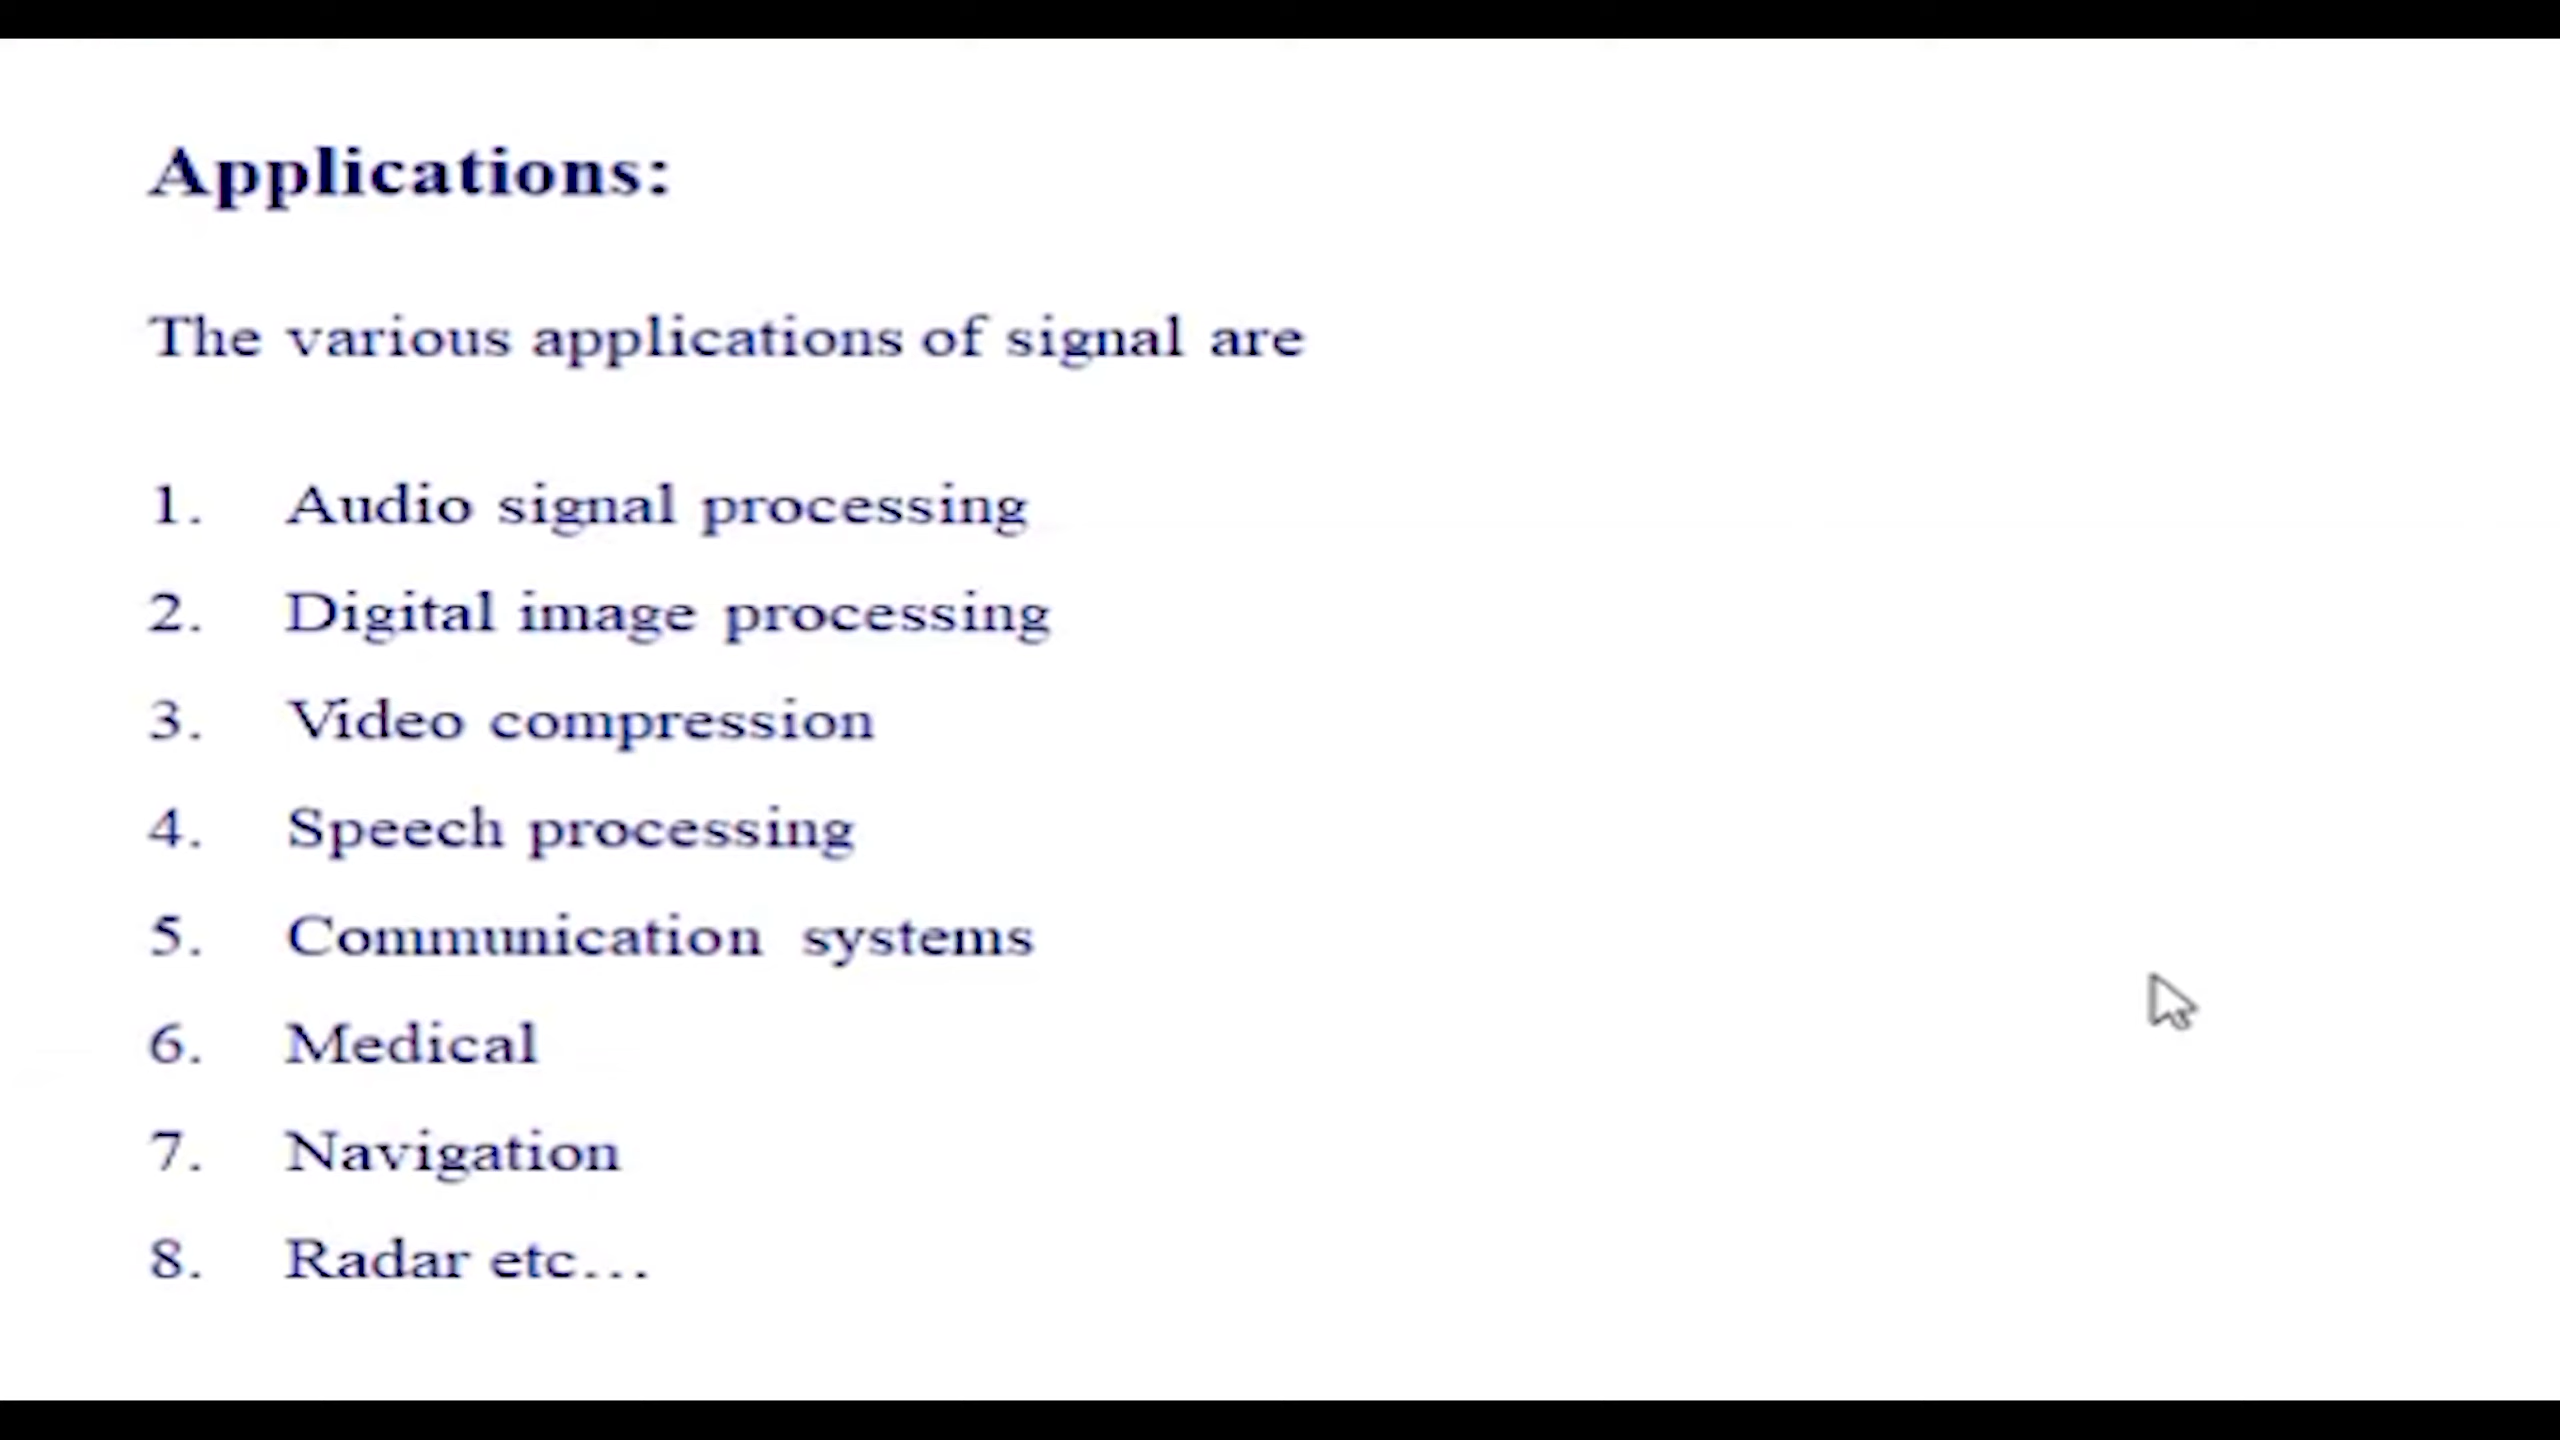 Applications:
The various applications of signal are
1. Audio signal processing
2. Digital image processing
3. Video compression
4. Speech processing
5. Communication systems
6. Medical
7. Navigation
8. Radar etc...